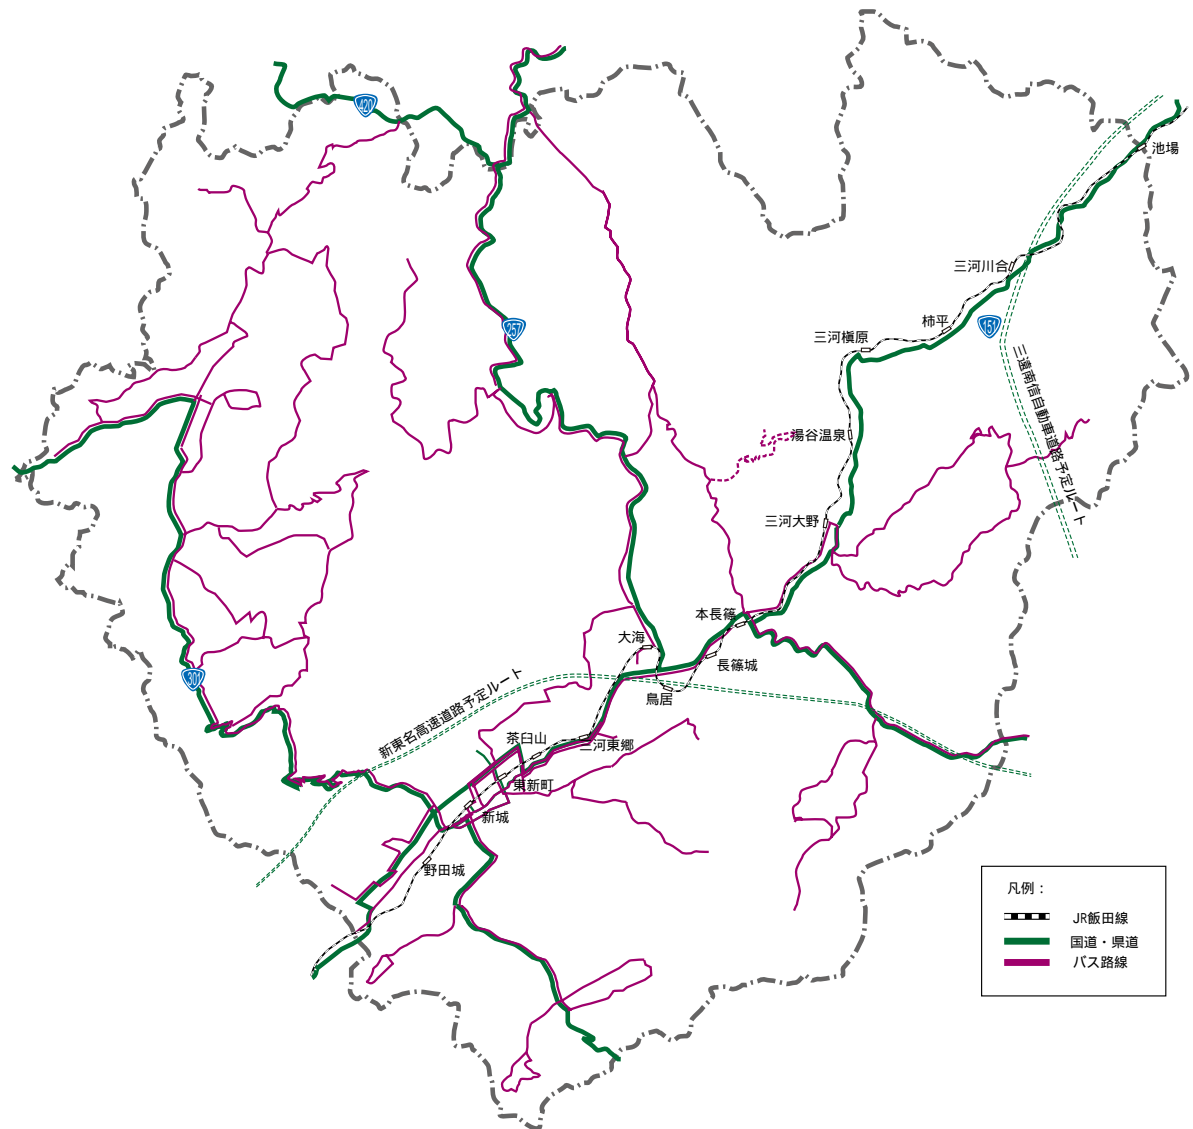 420
池場
三河川合
柿平
151
三河槇原
257
三遠南信自動車道路予定ルート
湯谷温泉
三河大野
本長篠
大海
長篠城
301
鳥居
新東名高速道路予定ルート
茶臼山
三河東郷
東新町
新城
野田城
凡例：
JR飯田線
国道・県道
バス路線